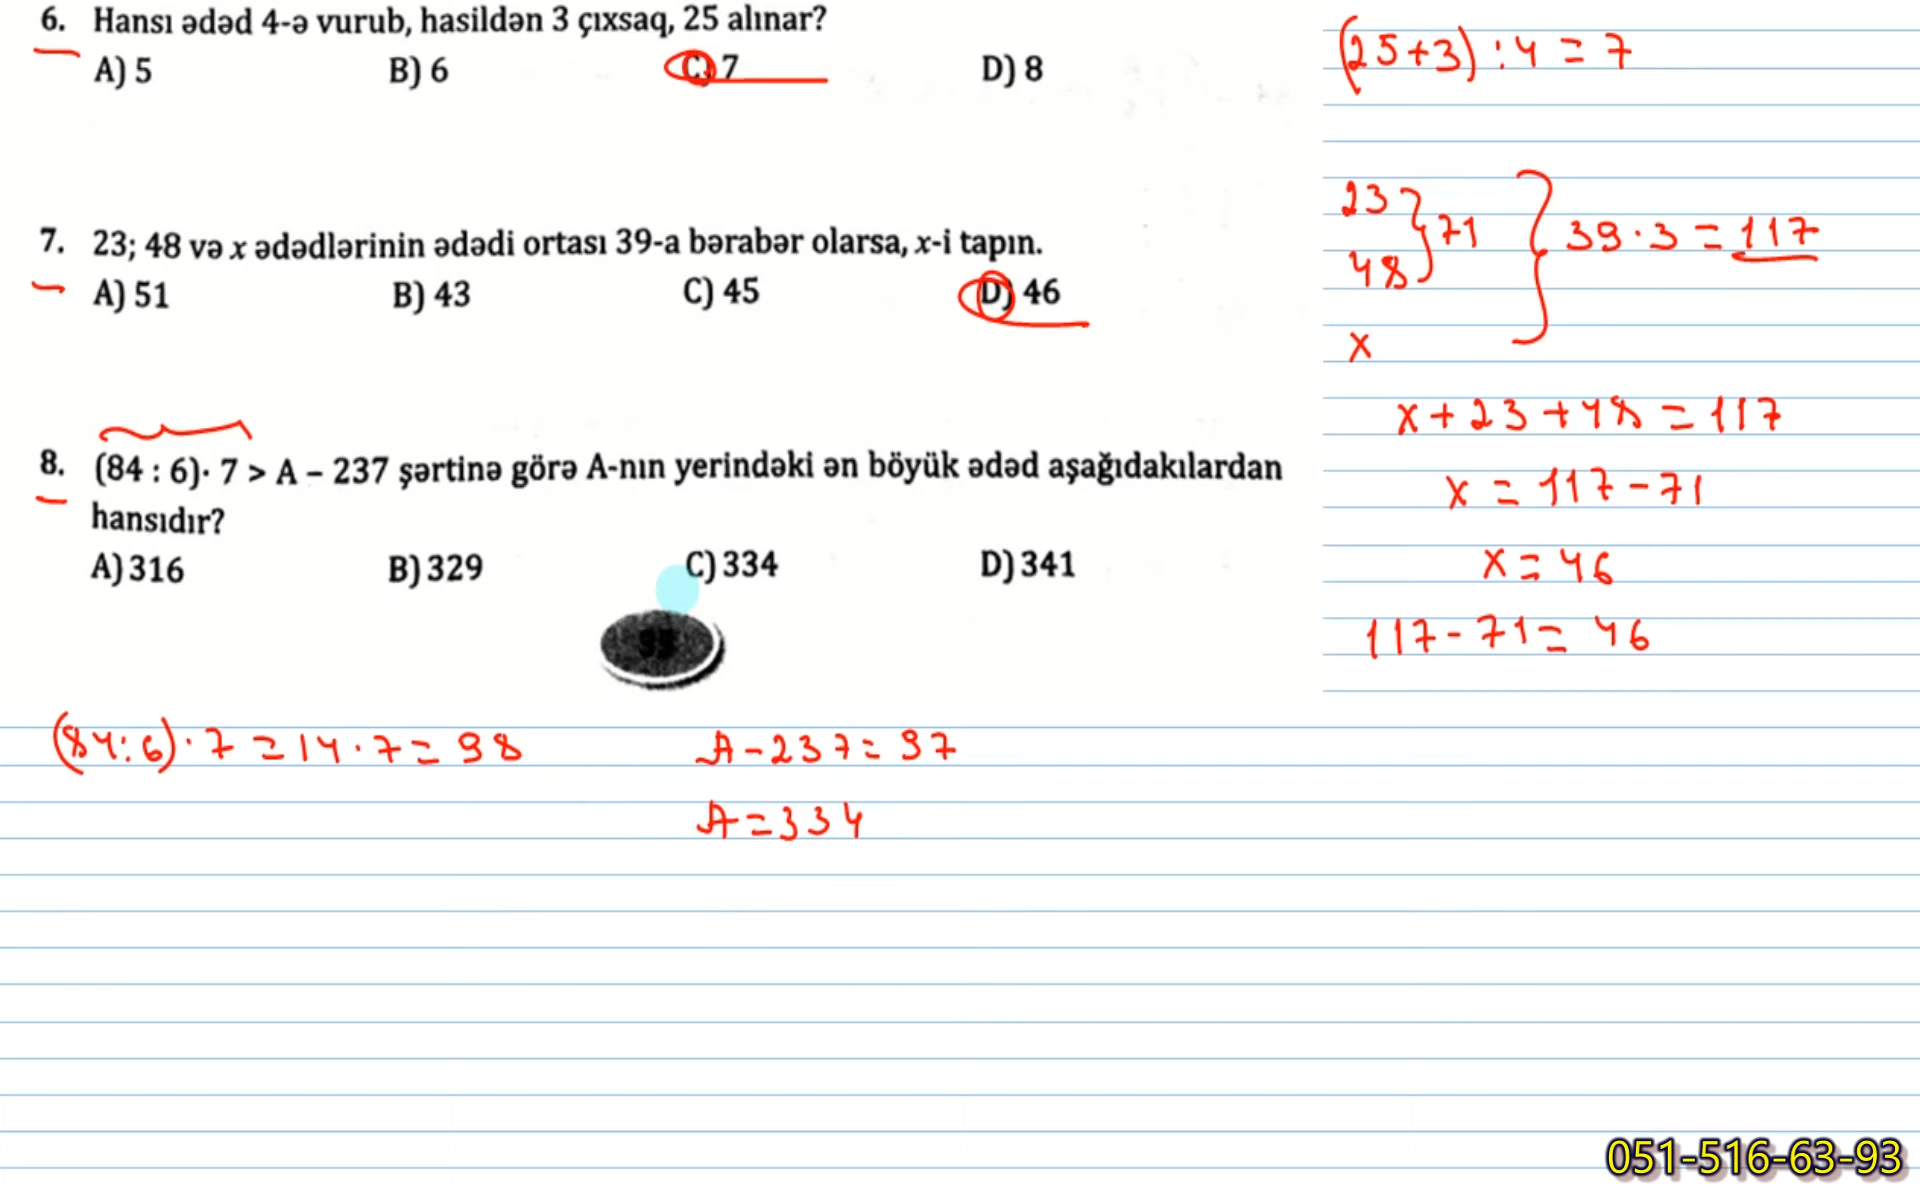 6. Hansı ədəd 4-ə vurub, hasildən 3 çıxsaq, 25 alınar?
A) 5 B) 6 C) 7 D) 8
(25+3) : 4 = 7
7. 23; 48 və x ədədlərinin ədədi ortası 39-a bərabər olarsa, x-i tapın.
A) 51 B) 43 C) 45 D) 46
23
48
71
x
39 · 3 = 117
x + 23 + 48 = 117
x = 117 - 71
x = 46
117 - 71 = 46
8. (84 : 6)· 7 > A – 237 şərtinə görə A-nın yerindəki ən böyük ədəd aşağıdakılardan
hansıdır?
A) 316 B) 329 C) 334 D) 341
(84:6) · 7 = 14 · 7 = 98
A - 237 = 97
A = 334
051-516-63-93